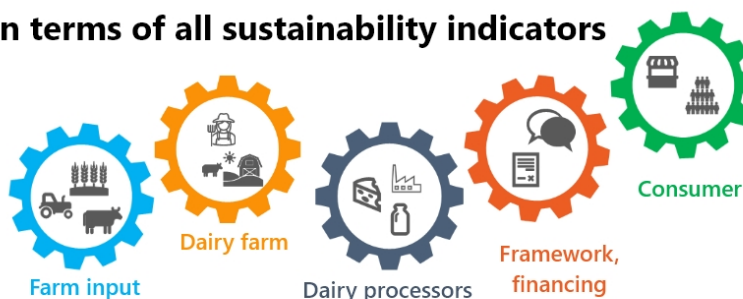 n terms of all sustainability indicators
Consumer
Dairy farm
Framework,
financing
Farm input
Dairy processors